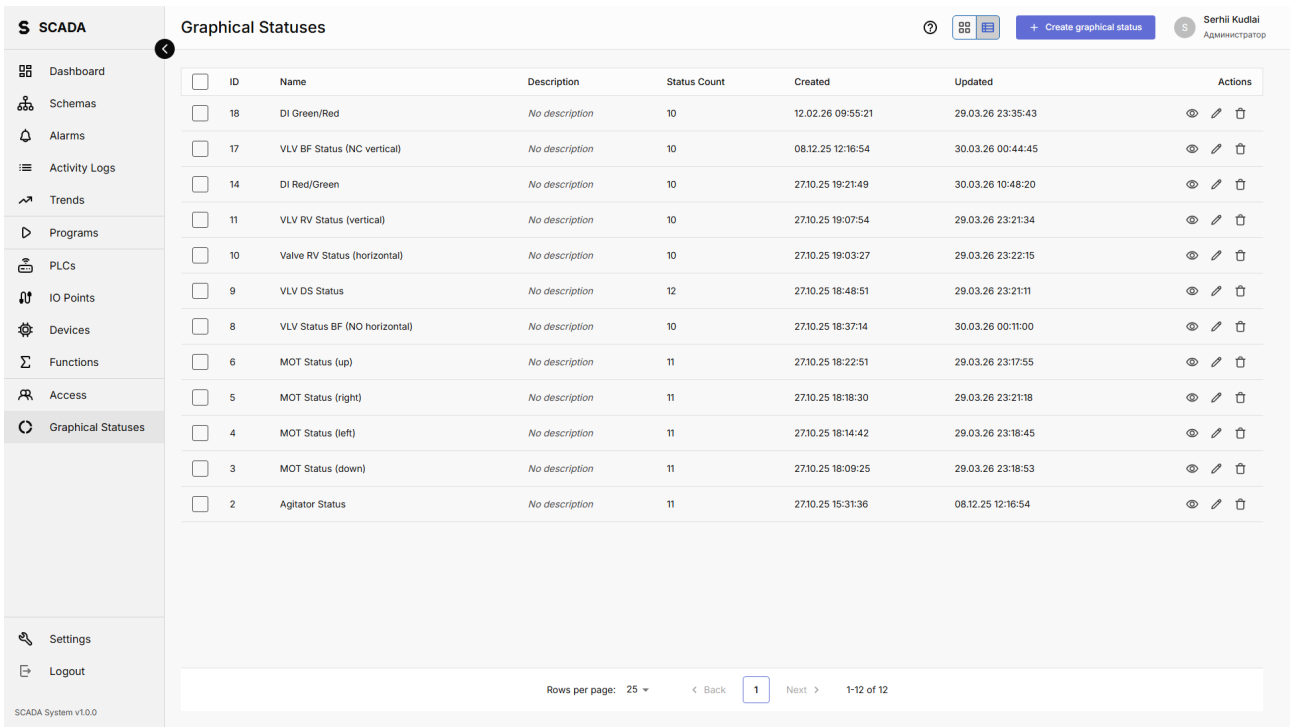 S SCADA
Graphical Statuses
+ Create graphical status
S
Serhii Kudlai
Администратор
Dashboard
Schemas
Alarms
Activity Logs
Trends
Programs
PLCs
IO Points
Devices
Functions
Access
Graphical Statuses
Settings
Logout
SCADA System v1.0.0
ID Name Description Status Count Created Updated Actions
18 DI Green/Red No description 10 12.02.26 09:55:21 29.03.26 23:35:43
17 VLV BF Status (NC vertical) No description 10 08.12.25 12:16:54 30.03.26 00:44:45
14 DI Red/Green No description 10 27.10.25 19:21:49 30.03.26 10:48:20
11 VLV RV Status (vertical) No description 10 27.10.25 19:07:54 29.03.26 23:21:34
10 Valve RV Status (horizontal) No description 10 27.10.25 19:03:27 29.03.26 23:22:15
9 VLV DS Status No description 12 27.10.25 18:48:51 29.03.26 23:21:11
8 VLV Status BF (NO horizontal) No description 10 27.10.25 18:37:14 30.03.26 00:11:00
6 MOT Status (up) No description 11 27.10.25 18:22:51 29.03.26 23:17:55
5 MOT Status (right) No description 11 27.10.25 18:18:30 29.03.26 23:21:18
4 MOT Status (left) No description 11 27.10.25 18:14:42 29.03.26 23:18:45
3 MOT Status (down) No description 11 27.10.25 18:09:25 29.03.26 23:18:53
2 Agitator Status No description 11 27.10.25 15:31:36 08.12.25 12:16:54
Rows per page: 25 Back 1 Next 1-12 of 12